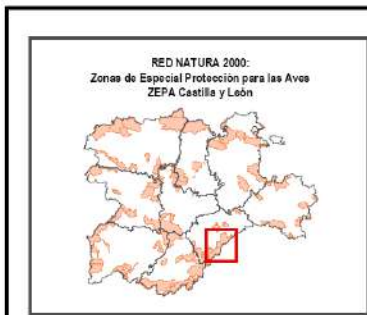 RED NATURA 2000:
Zonas de Especial Protección para las Aves
ZEPA Castilla y León